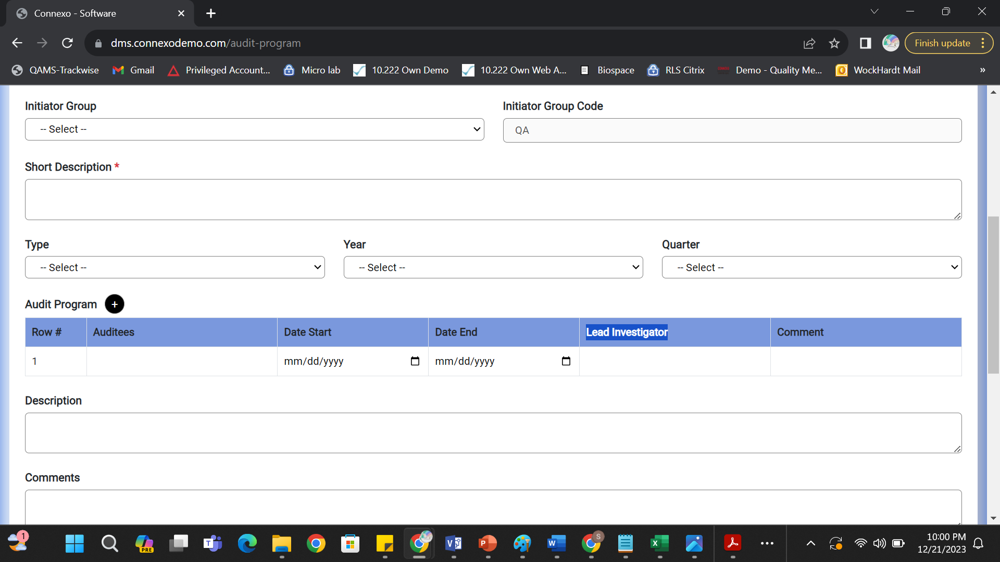 Connexo - Software
dms.connexodemo.com/audit-program
Finish update
QAMS-Trackwise Gmail Privileged Account... Micro lab 10.222 Own Demo 10.222 Own Web A... Biospace RLS Citrix Demo - Quality Me... WockHardt Mail »
Initiator Group Initiator Group Code
-- Select -- QA
Short Description *
Type Year Quarter
-- Select -- -- Select -- -- Select --
Audit Program +
Row # Auditees Date Start Date End Lead Investigator Comment
1 mm/dd/yyyy mm/dd/yyyy
Description
Comments
1
PRE
T
P
W
S
X
10:00 PM
12/21/2023